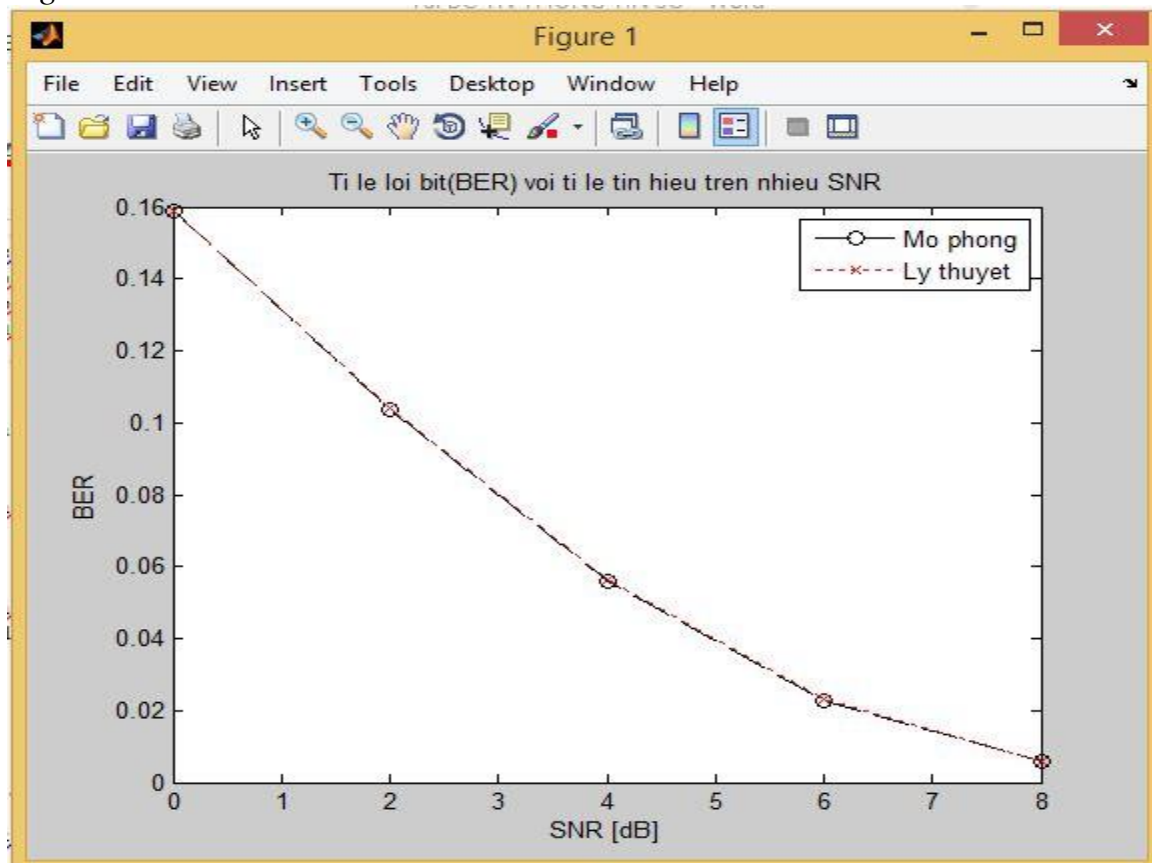 Figure 1
File Edit View Insert Tools Desktop Window Help
Ti le loi bit(BER) voi ti le tin hieu tren nhieu SNR
Mo phong
Ly thuyet
0.16
0.14
0.12
0.1
0.08
0.06
0.04
0.02
0
BER
0 1 2 3 4 5 6 7 8
SNR [dB]